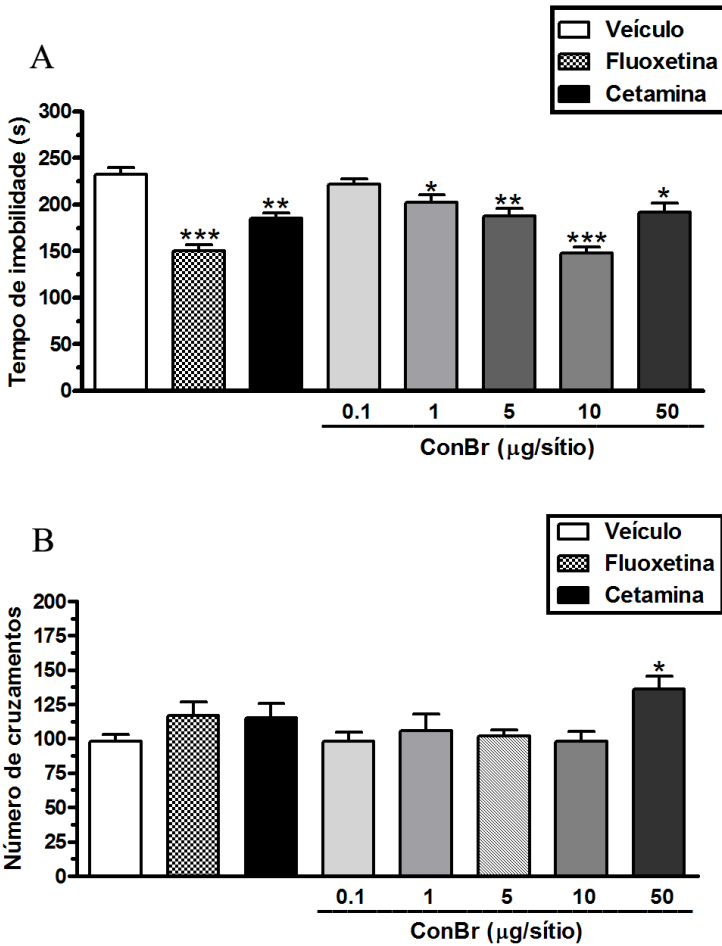 A
Veículo
Fluoxetina
Cetamina
Tempo de imobilidade (s)
300
250
200
150
100
50
0
***
**
*
**
***
*
0.1 1 5 10 50
ConBr (µg/sítio)
B
Veículo
Fluoxetina
Cetamina
Número de cruzamentos
200
175
150
125
100
75
50
25
0
*
0.1 1 5 10 50
ConBr (µg/sítio)